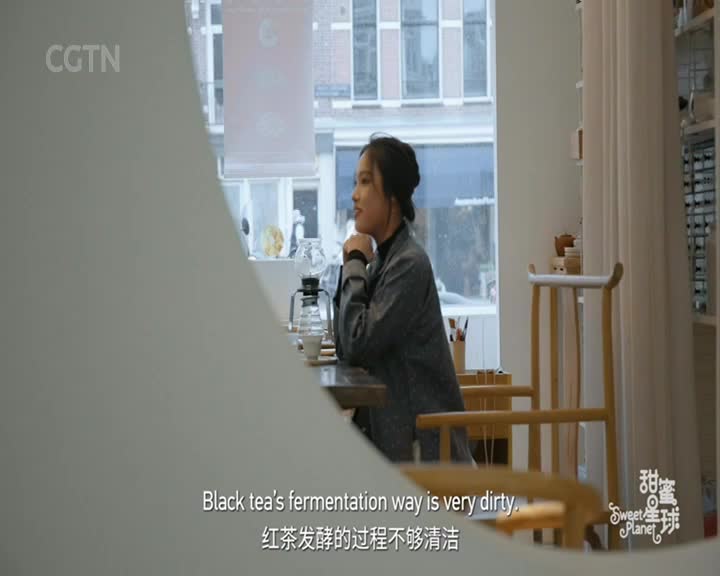 CGTN
Black tea's fermentation way is very dirty.
红茶发酵的过程不够清洁
甜蜜
星球
Sweet
Planet